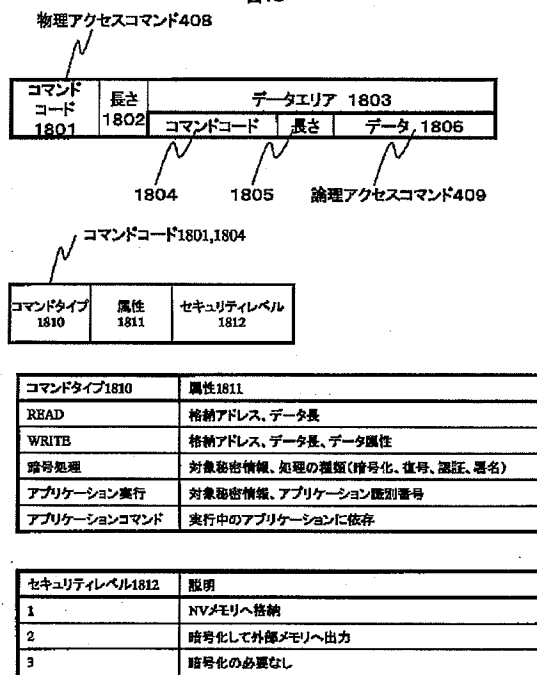 物理アクセスコマンド408
コマンド
コード
1801
長さ
1802
データエリア 1803
コマンドコード
長さ
データ 1806
1804
1805
論理アクセスコマンド409
コマンドコード1801,1804
コマンドタイプ
1810
属性
1811
セキュリティレベル
1812
コマンドタイプ1810 属性1811
READ 格納アドレス、データ長
WRITE 格納アドレス、データ長、データ属性
暗号処理 対象秘密情報、処理の種類(暗号化、復号、認証、署名)
アプリケーション実行 対象秘密情報、アプリケーション識別番号
アプリケーションコマンド 実行中のアプリケーションに依存
セキュリティレベル1812 説明
1 NVメモリへ格納
2 暗号化して外部メモリへ出力
3 暗号化の必要なし